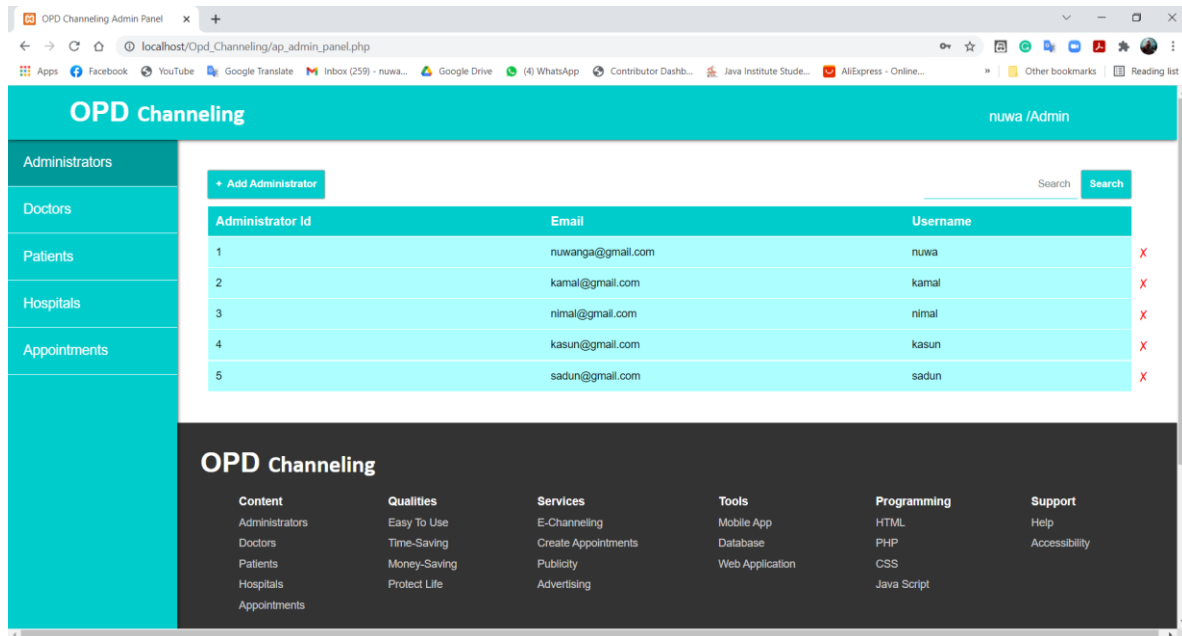 OPD Channeling Admin Panel
localhost/Opd_Channeling/ap_admin_panel.php
Apps Facebook YouTube Google Translate Inbox (259) - nuwa... Google Drive (4) WhatsApp Contributor Dashb... Java Institute Stude... AliExpress - Online... » Other bookmarks Reading list
OPD Channeling
nuwa /Admin
Administrators
Doctors
Patients
Hospitals
Appointments
+ Add Administrator
Search Search
Administrator Id Email Username
1 nuwanga@gmail.com nuwa X
2 kamal@gmail.com kamal X
3 nimal@gmail.com nimal X
4 kasun@gmail.com kasun X
5 sadun@gmail.com sadun X
OPD Channeling
Content Qualities Services Tools Programming Support
Administrators Easy To Use E-Channeling Mobile App HTML Help
Doctors Time-Saving Create Appointments Database PHP Accessibility
Patients Money-Saving Publicity Web Application CSS
Hospitals Protect Life Advertising Java Script
Appointments